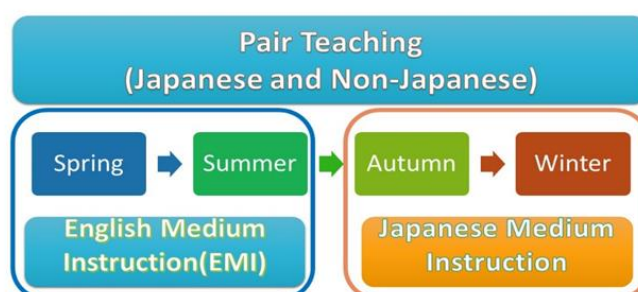 Pair Teaching
(Japanese and Non-Japanese)
Spring
Summer
Autumn
Winter
English Medium
Instruction(EMI)
Japanese Medium
Instruction